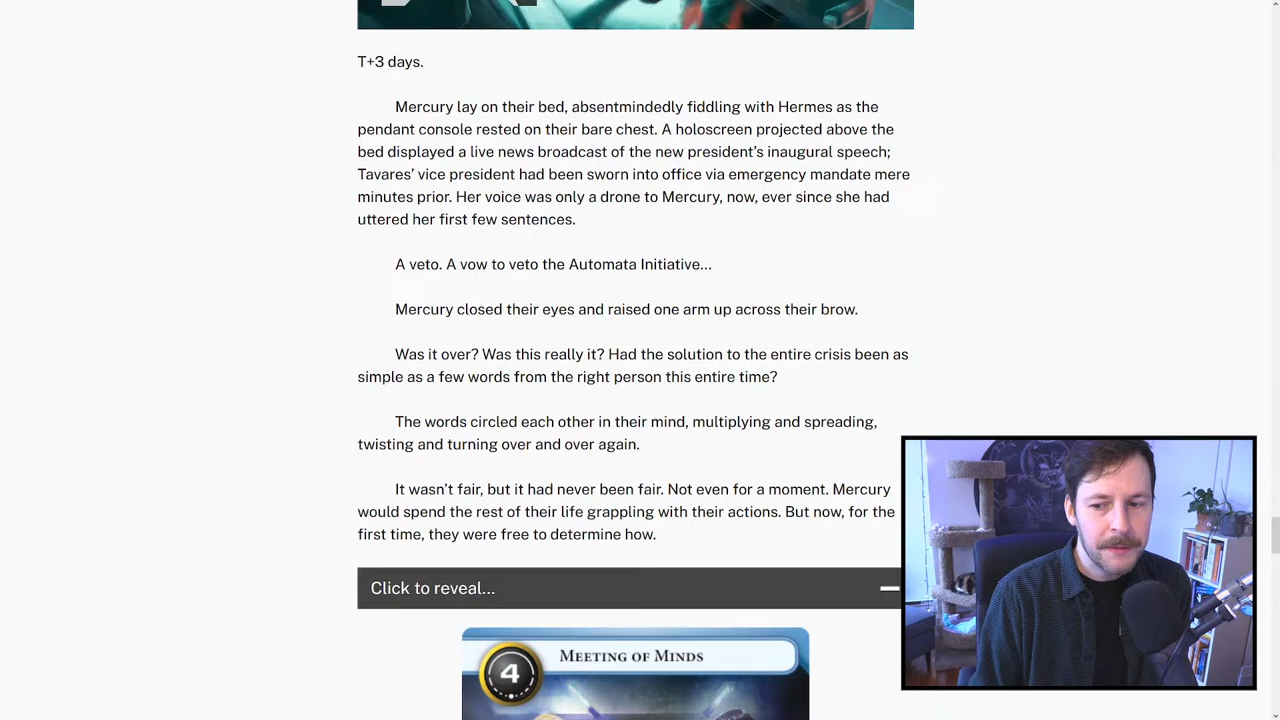 T+3 days.
Mercury lay on their bed, absentmindedly fiddling with Hermes as the
pendant console rested on their bare chest. A holoscreen projected above the
bed displayed a live news broadcast of the new president’s inaugural speech;
Tavares’ vice president had been sworn into office via emergency mandate mere
minutes prior. Her voice was only a drone to Mercury, now, ever since she had
uttered her first few sentences.
A veto. A vow to veto the Automata Initiative…
Mercury closed their eyes and raised one arm up across their brow.
Was it over? Was this really it? Had the solution to the entire crisis been as
simple as a few words from the right person this entire time?
The words circled each other in their mind, multiplying and spreading,
twisting and turning over and over again.
It wasn’t fair, but it had never been fair. Not even for a moment. Mercury
would spend the rest of their life grappling with their actions. But now, for the
first time, they were free to determine how.
Click to reveal…
4
Meeting of Minds